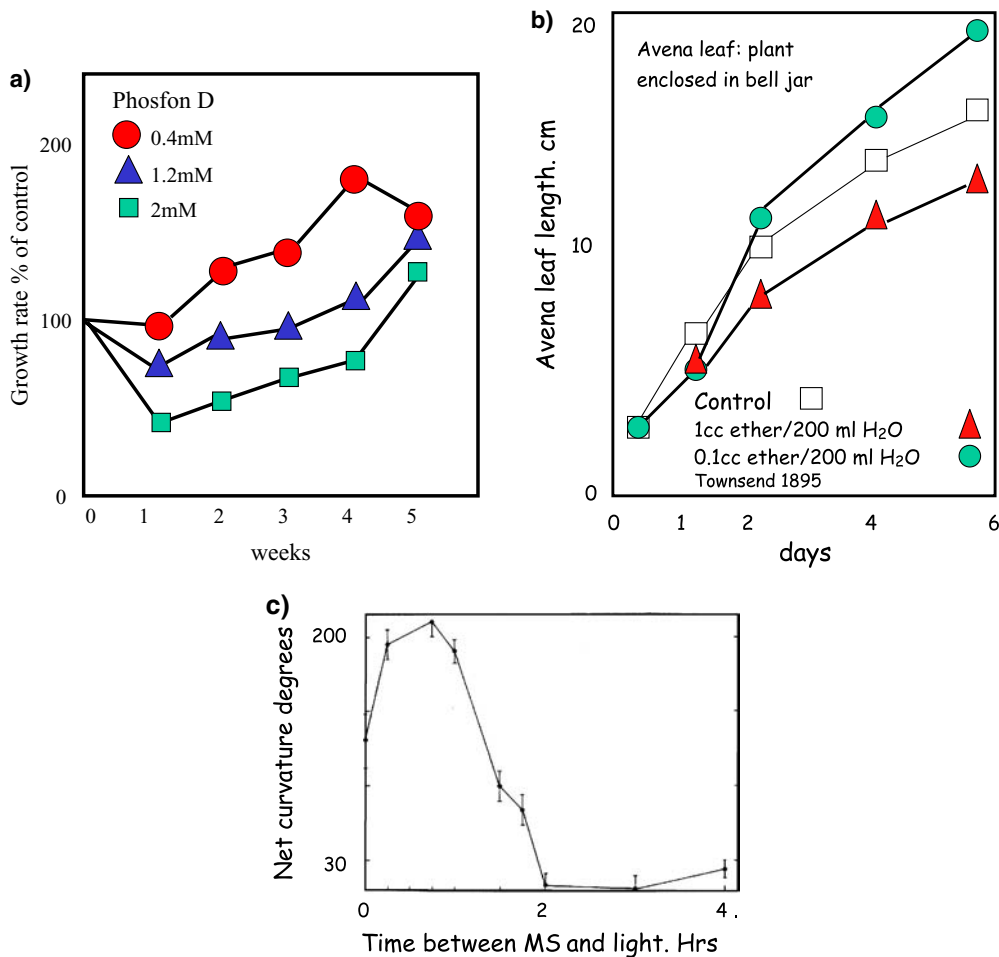 a)
Phosfon D
0.4mM
1.2mM
2mM
Growth rate % of control
200
100
0
0 1 2 3 4 5
weeks
b)
Avena leaf: plant
enclosed in bell jar
Avena leaf length. cm
20
10
0
Control
1cc ether/200 ml H₂O
0.1cc ether/200 ml H₂O
Townsend 1895
0 1 2 4 6
days
c)
Net curvature degrees
200
30
0 2 4 .
Time between MS and light. Hrs